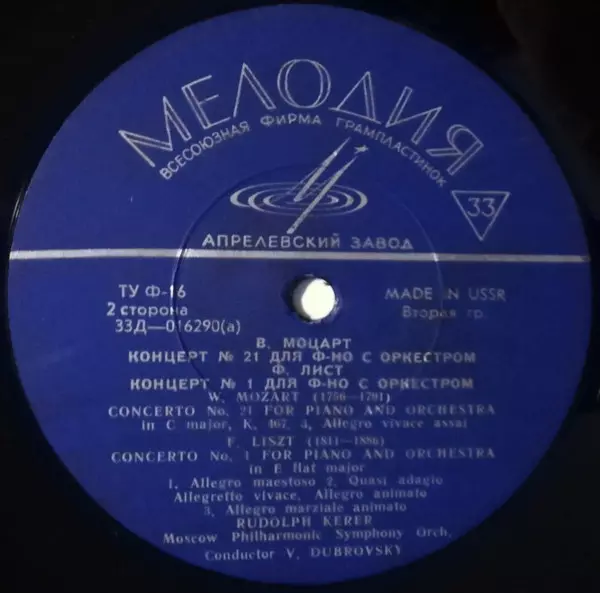 МЕЛОДИЯ
ВСЕСОЮЗНАЯ ФИРМА ГРАМПЛАСТИНОК
33
АПРЕЛЕВСКИЙ ЗАВОД
ТУ Ф-16
MADE IN USSR
2 сторона
Вторая гр.
33Д—016290(а)
В. МОЦАРТ
КОНЦЕРТ № 21 ДЛЯ Ф-НО С ОРКЕСТРОМ
Ф. ЛИСТ
КОНЦЕРТ № 1 ДЛЯ Ф-НО С ОРКЕСТРОМ
W. MOZART (1756—1791)
CONCERTO No. 21 FOR PIANO AND ORCHESTRA
in C major, K. 467. 3. Allegro vivace assai
F. LISZT (1811—1886)
CONCERTO No. 1 FOR PIANO AND ORCHESTRA
in E flat major
1. Allegro maestoso 2. Quasi adagio
Allegretto vivace, Allegro animato
3. Allegro marziale animato
RUDOLPH KERER
Moscow Philharmonic Symphony Orch.
Conductor V. DUBROVSKY